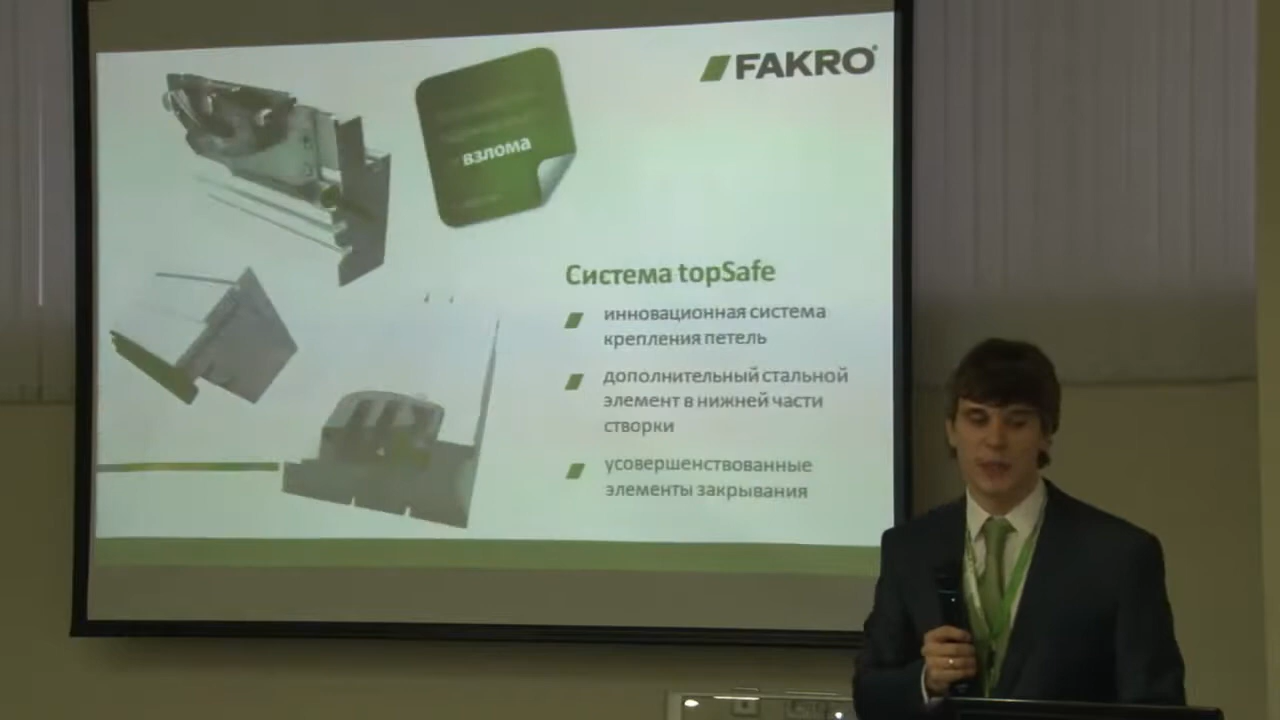 FAKRO
взлома
Система topSafe
инновационная система
крепления петель
дополнительный стальной
элемент в нижней части
створки
усовершенствованные
элементы закрывания